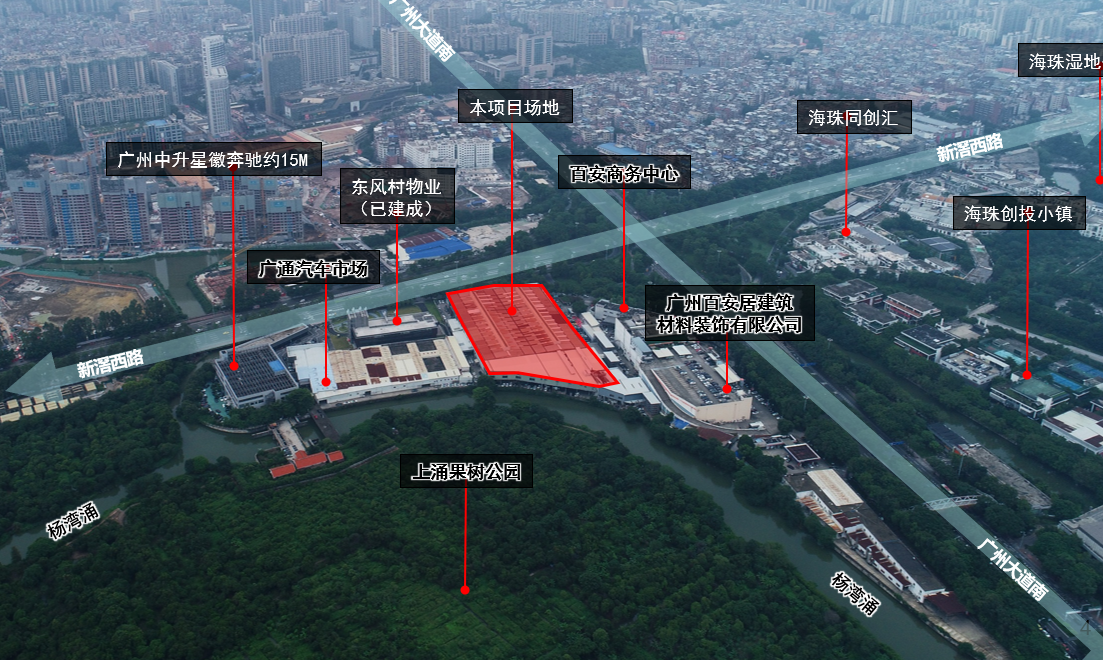 广州大道南
海珠湿地
本项目场地
海珠同创汇
新滘西路
广州中升星徽奔驰约15M
百安商务中心
东风村物业
(已建成)
海珠创投小镇
广通汽车市场
广州百安居建筑
材料装饰有限公司
新滘西路
上涌果树公园
杨湾涌
广州大道南
杨湾涌
4